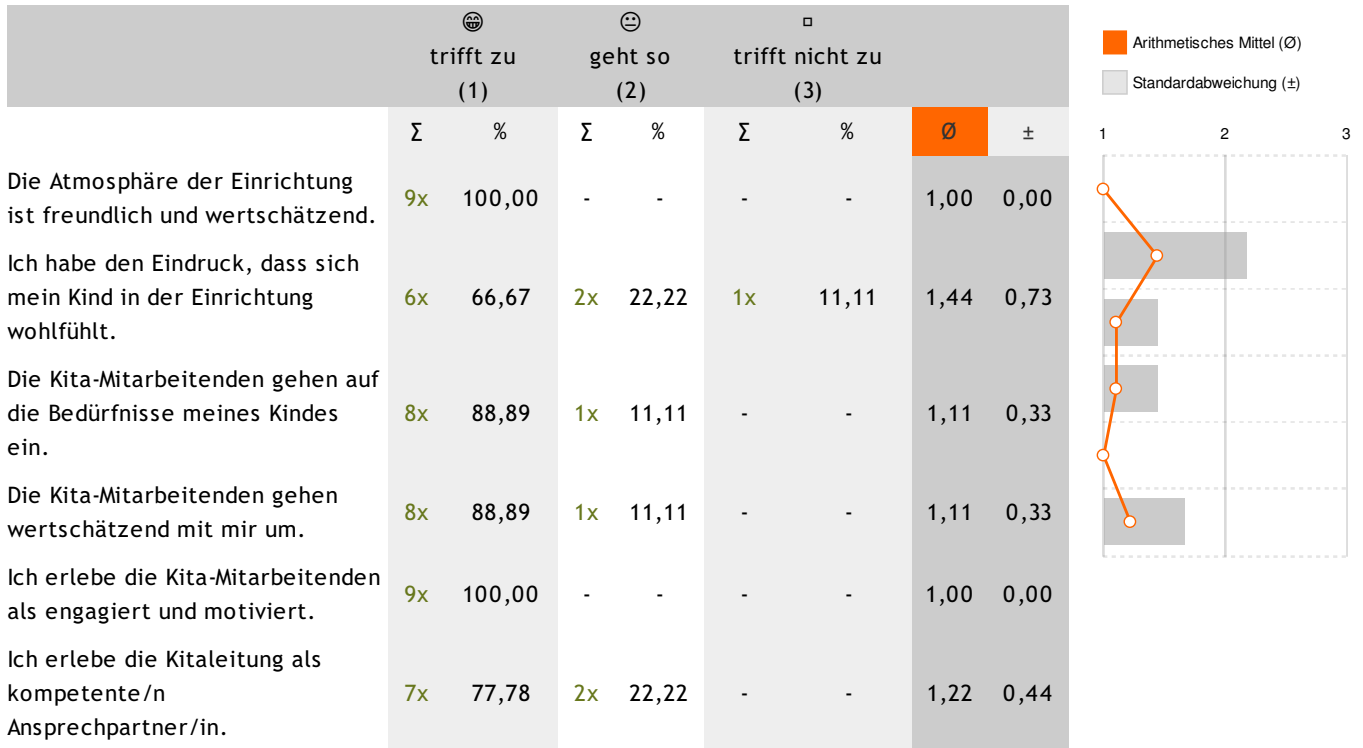 😁 😐 ▫
trifft zu geht so trifft nicht zu
(1) (2) (3)
Σ % Σ % Σ % Ø ±
Die Atmosphäre der Einrichtung
ist freundlich und wertschätzend.
9x 100,00 - - - - 1,00 0,00
Ich habe den Eindruck, dass sich
mein Kind in der Einrichtung
wohlfühlt.
6x 66,67 2x 22,22 1x 11,11 1,44 0,73
Die Kita-Mitarbeitenden gehen auf
die Bedürfnisse meines Kindes
ein.
8x 88,89 1x 11,11 - - 1,11 0,33
Die Kita-Mitarbeitenden gehen
wertschätzend mit mir um.
8x 88,89 1x 11,11 - - 1,11 0,33
Ich erlebe die Kita-Mitarbeitenden
als engagiert und motiviert.
9x 100,00 - - - - 1,00 0,00
Ich erlebe die Kitaleitung als
kompetente/n
Ansprechpartner/in.
7x 77,78 2x 22,22 - - 1,22 0,44
Arithmetisches Mittel (Ø)
Standardabweichung (±)
1 2 3